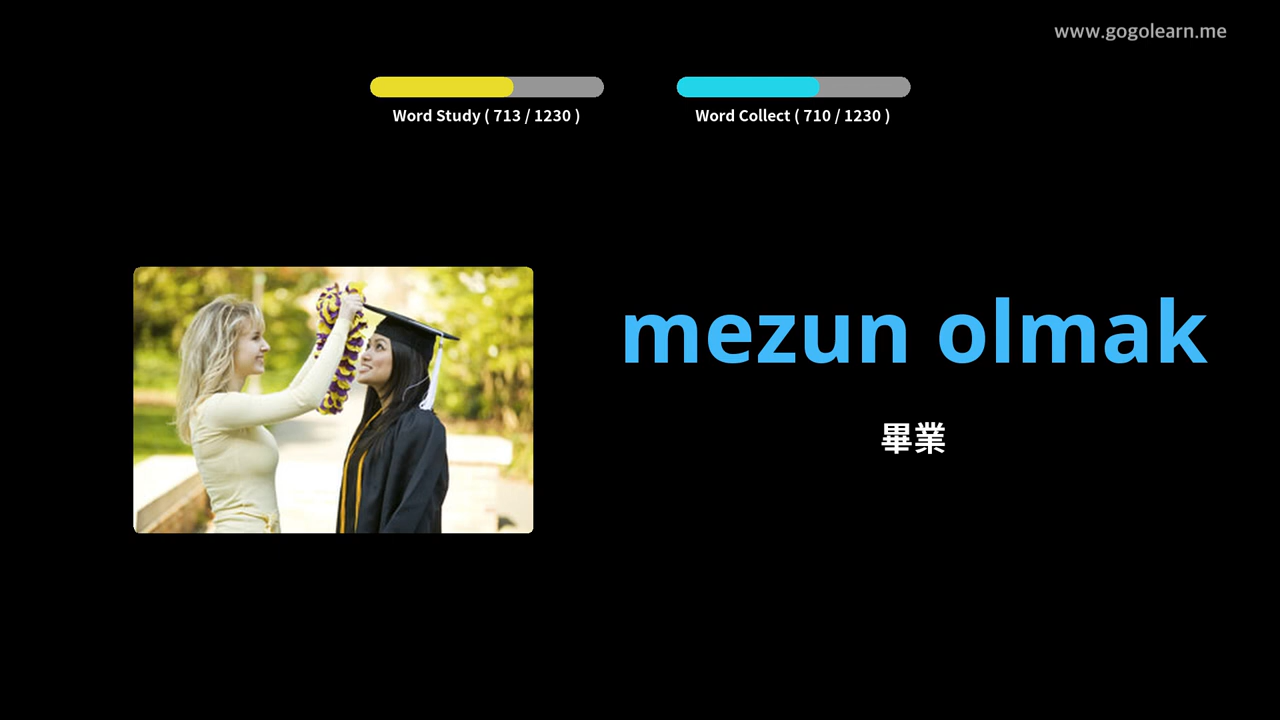 www.gogolearn.me
Word Study ( 713 / 1230 )
Word Collect ( 710 / 1230 )
mezun olmak
畢業